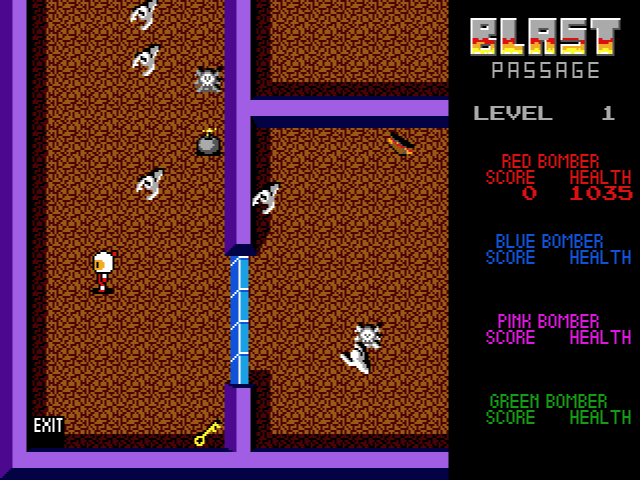 BLAST
PASSAGE
LEVEL 1
RED BOMBER
SCORE HEALTH
0 1035
BLUE BOMBER
SCORE HEALTH
PINK BOMBER
SCORE HEALTH
GREEN BOMBER
SCORE HEALTH
EXIT